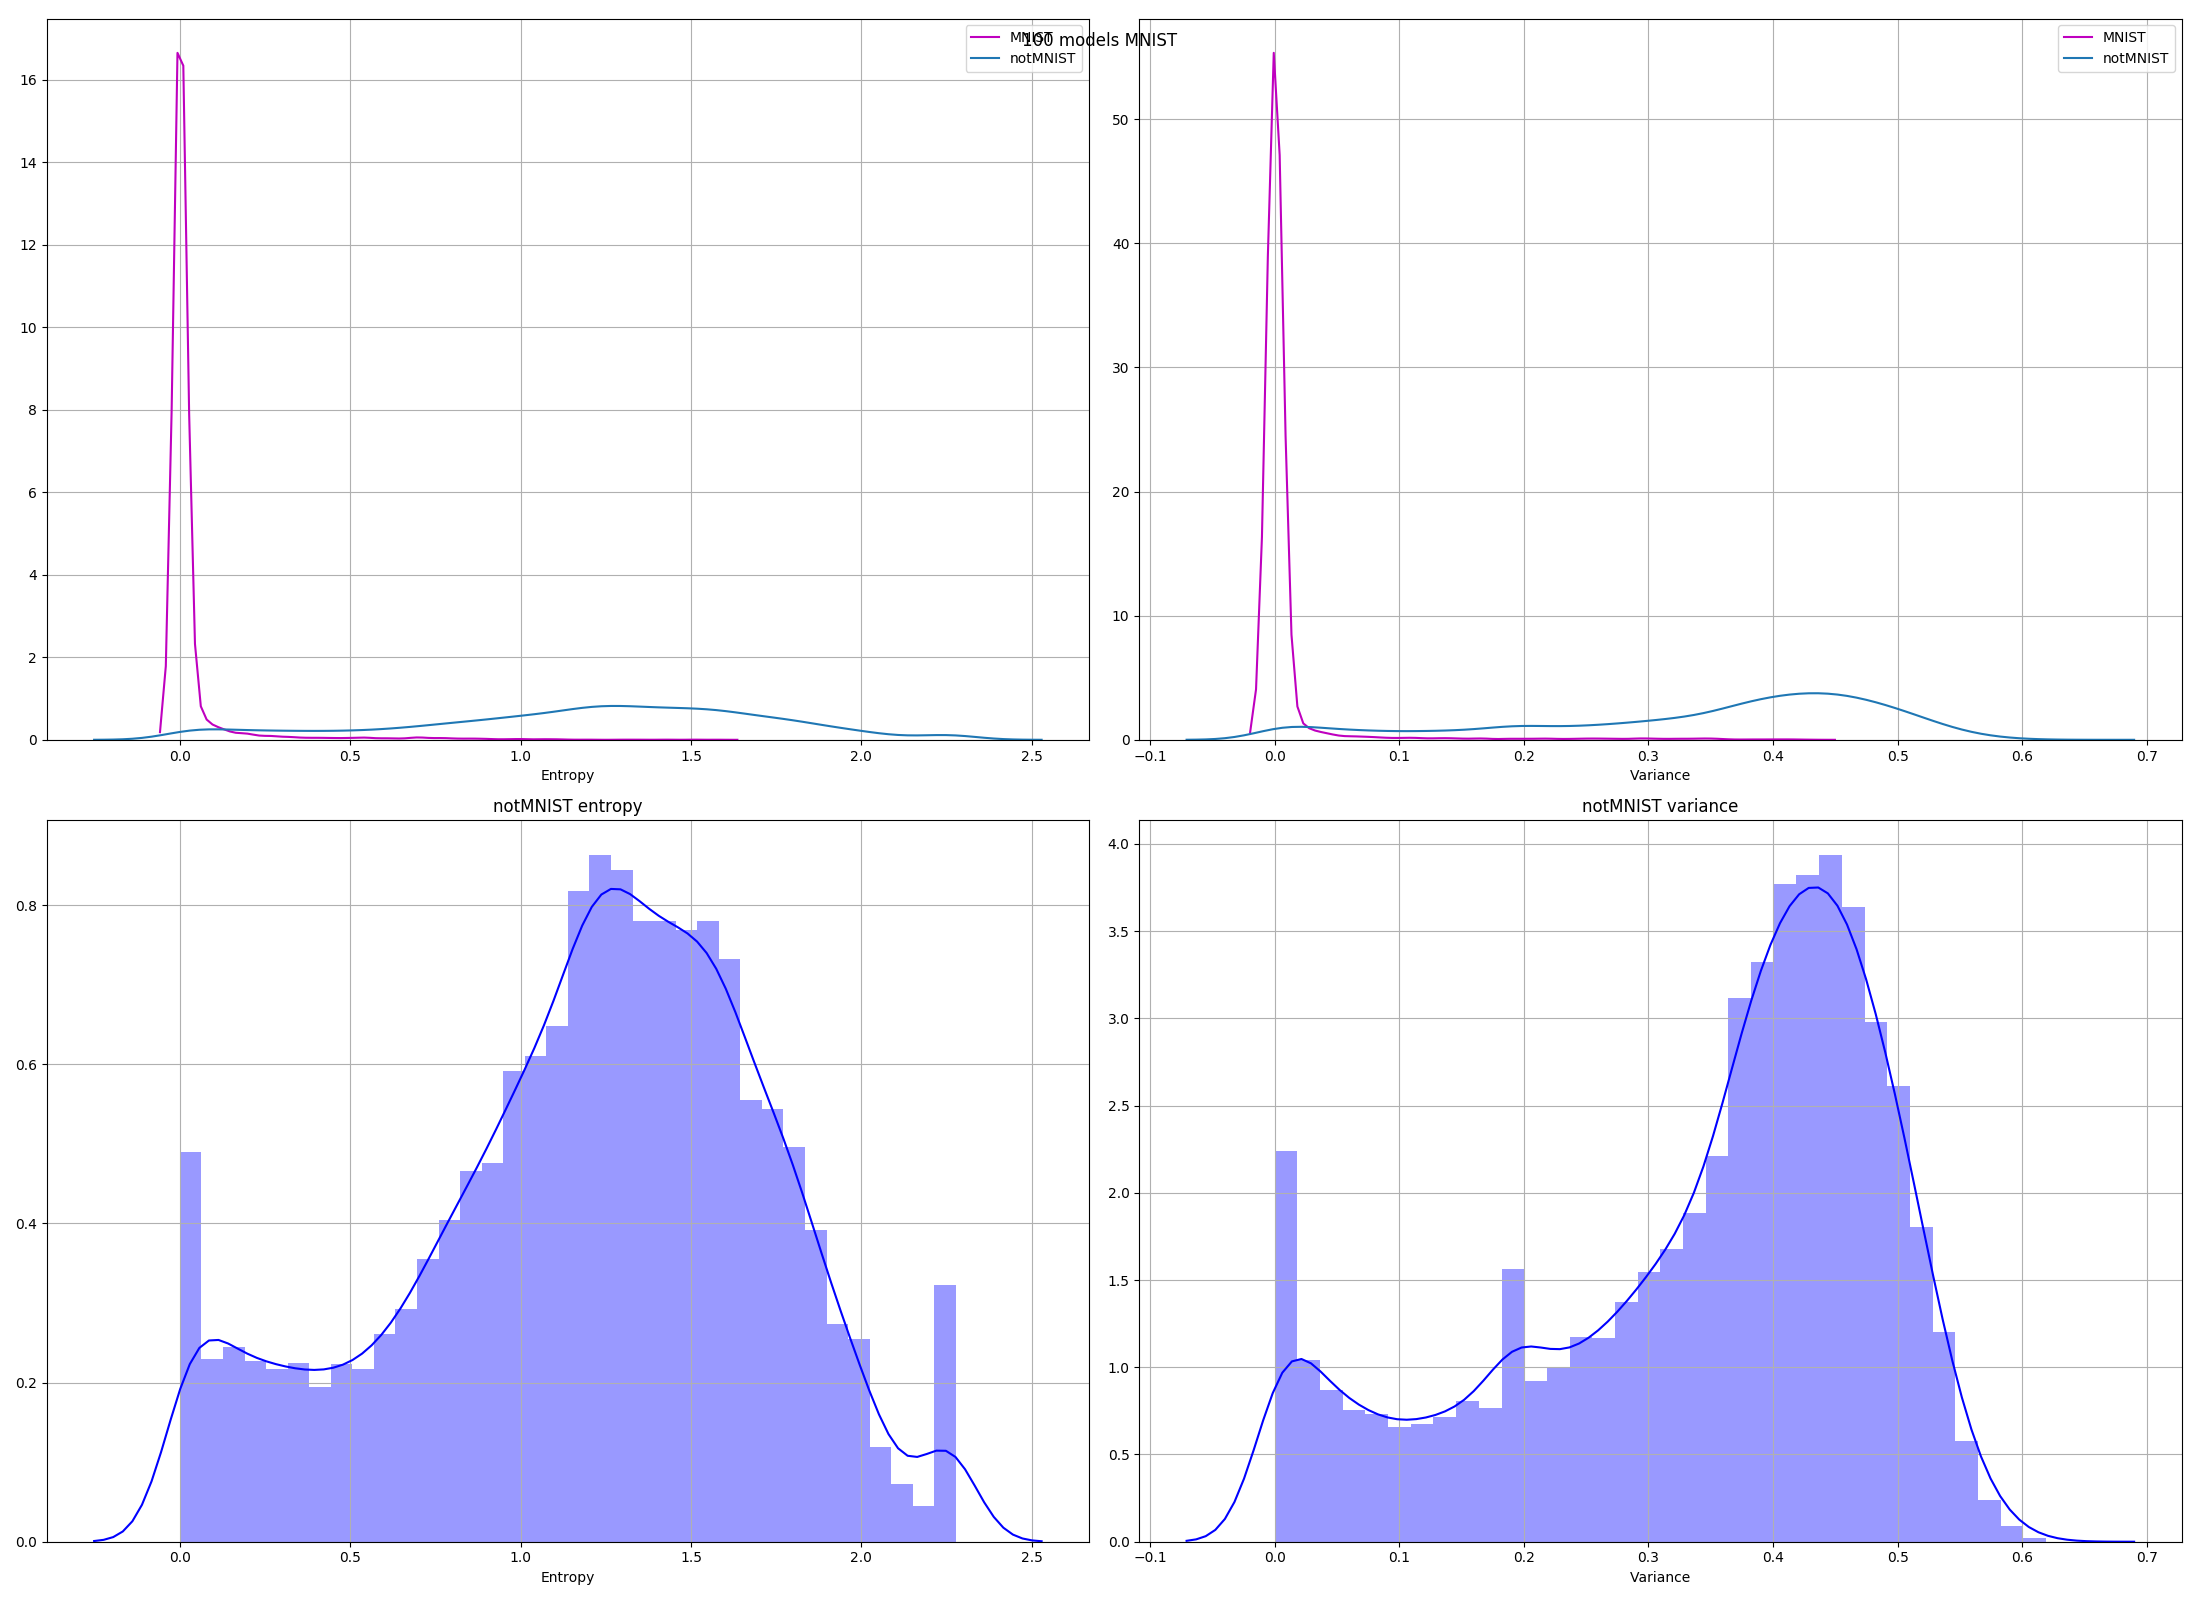 100 models MNIST
MNIST
notMNIST
16
14
12
10
8
6
4
2
0
0.0 0.5 1.0 1.5 2.0 2.5
Entropy
MNIST
notMNIST
50
40
30
20
10
0
−0.1 0.0 0.1 0.2 0.3 0.4 0.5 0.6 0.7
Variance
notMNIST entropy
0.8
0.6
0.4
0.2
0.0
0.0 0.5 1.0 1.5 2.0 2.5
Entropy
notMNIST variance
4.0
3.5
3.0
2.5
2.0
1.5
1.0
0.5
0.0
−0.1 0.0 0.1 0.2 0.3 0.4 0.5 0.6 0.7
Variance